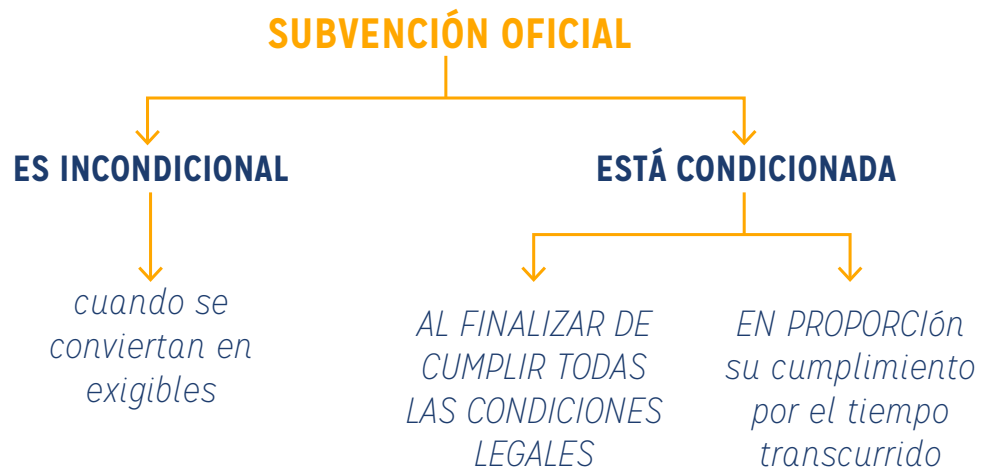 SUBVENCIÓN OFICIAL
ES INCONDICIONAL
ESTÁ CONDICIONADA
cuando se
conviertan en
exigibles
AL FINALIZAR DE
CUMPLIR TODAS
LAS CONDICIONES
LEGALES
EN PROPORCIón
su cumplimiento
por el tiempo
transcurrido